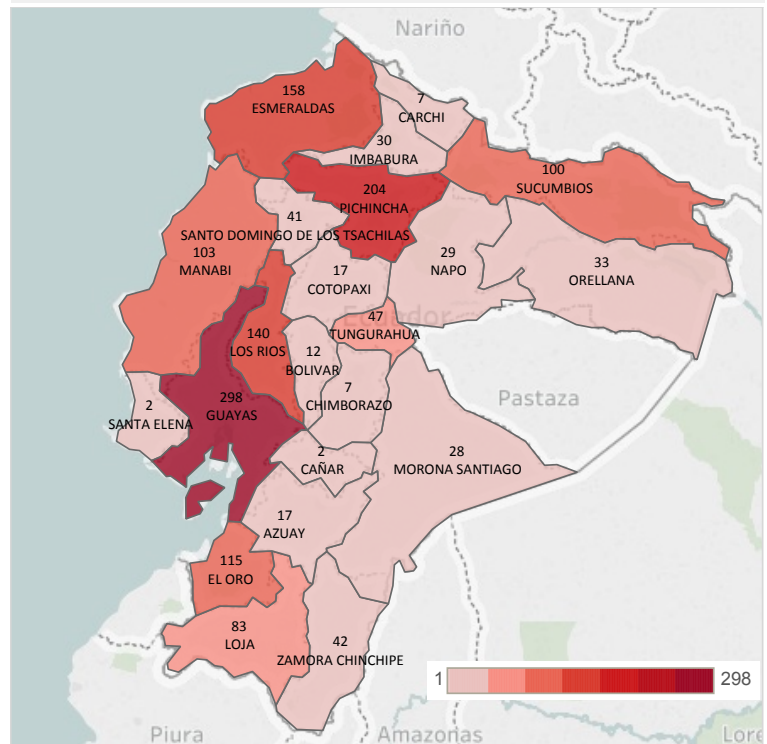 Nariño
158
ESMERALDAS
7
CARCHI
30
IMBABURA
100
SUCUMBIOS
204
PICHINCHA
41
SANTO DOMINGO DE LOS TSACHILAS
103
MANABI
29
NAPO
33
ORELLANA
17
COTOPAXI
Ecuador
47
TUNGURAHUA
140
LOS RIOS
12
BOLIVAR
7
CHIMBORAZO
Pastaza
298
GUAYAS
2
SANTA ELENA
2
CAÑAR
28
MORONA SANTIAGO
17
AZUAY
115
EL ORO
83
LOJA
42
ZAMORA CHINCHIPE
1 298
Piura
Amazonas
Lore